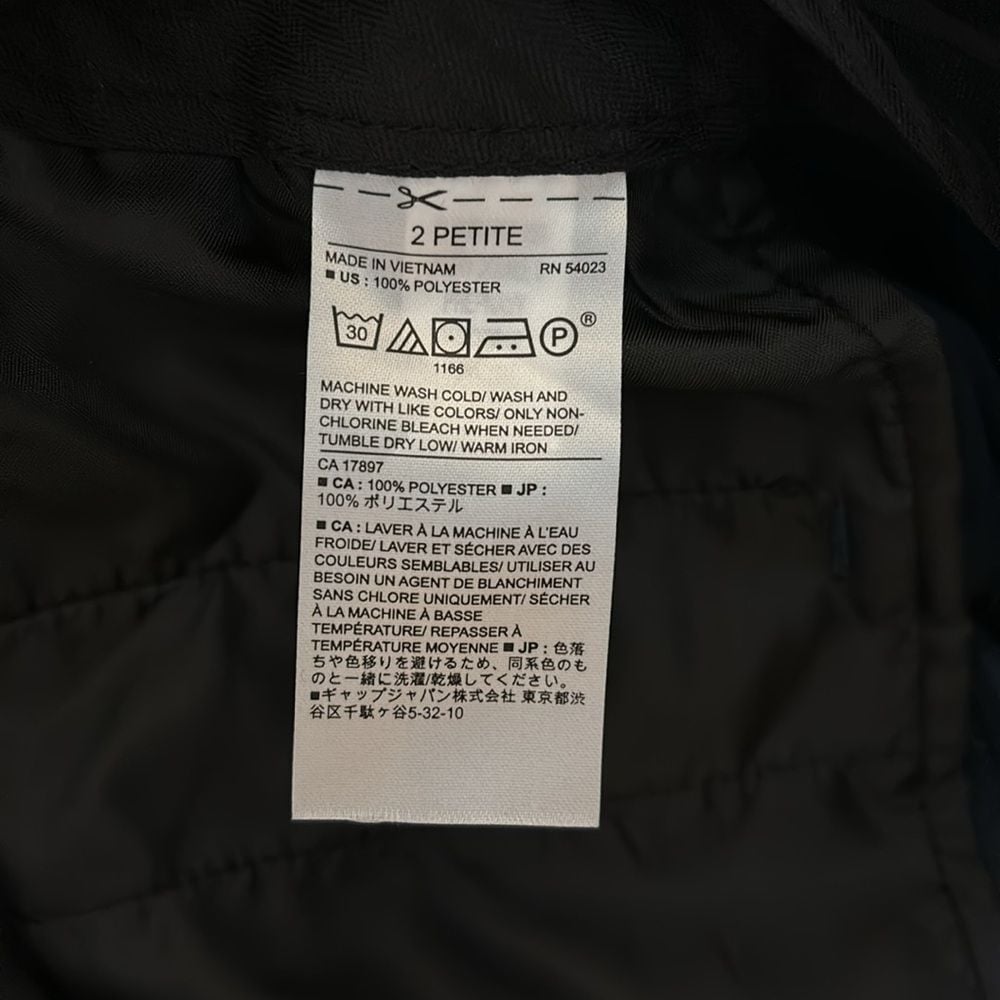 2 PETITE
MADE IN VIETNAM RN 54023
■ US : 100% POLYESTER
30 P ®
1166
MACHINE WASH COLD/ WASH AND
DRY WITH LIKE COLORS/ ONLY NON-
CHLORINE BLEACH WHEN NEEDED/
TUMBLE DRY LOW/ WARM IRON
CA 17897
■ CA : 100% POLYESTER ■ JP :
100% ポリエステル
■ CA : LAVER À LA MACHINE À L'EAU
FROIDE/ LAVER ET SÉCHER AVEC DES
COULEURS SEMBLABLES/ UTILISER AU
BESOIN UN AGENT DE BLANCHIMENT
SANS CHLORE UNIQUEMENT/ SÉCHER
À LA MACHINE À BASSE
TEMPÉRATURE/ REPASSER À
TEMPÉRATURE MOYENNE ■ JP : 色落
ちや色移りを避けるため、同系色のも
のと一緒に洗濯/乾燥してください。
■ギャップジャパン株式会社 東京都渋
谷区千駄ヶ谷5-32-10